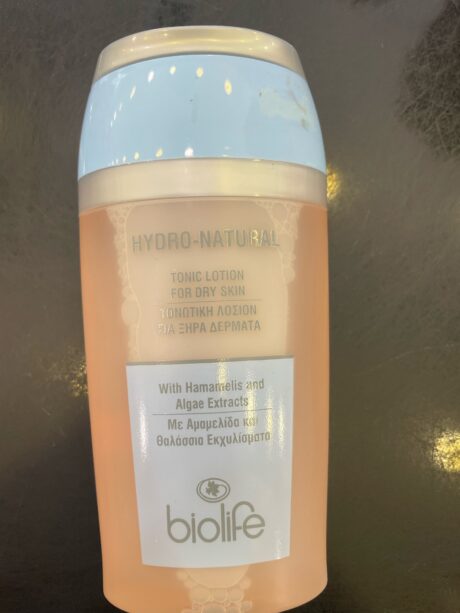 HYDRO-NATURAL
TONIC LOTION
FOR DRY SKIN
ΤΟΝΩΤΙΚΗ ΛΟΣΙΟΝ
ΓΙΑ ΞΗΡΑ ΔΕΡΜΑΤΑ
With Hamamelis and
Algae Extracts
Με Αμαμελίδα και
Θαλάσσια Εκχυλίσματα
biolife